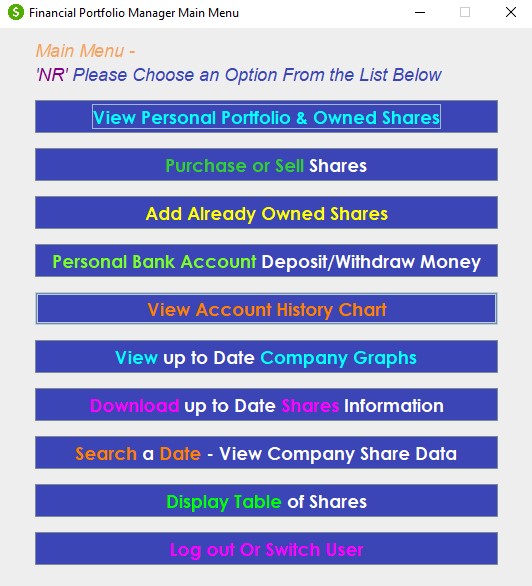 Financial Portfolio Manager Main Menu
Main Menu -
'NR' Please Choose an Option From the List Below
View Personal Portfolio & Owned Shares
Purchase or Sell Shares
Add Already Owned Shares
Personal Bank Account Deposit/Withdraw Money
View Account History Chart
View up to Date Company Graphs
Download up to Date Shares Information
Search a Date - View Company Share Data
Display Table of Shares
Log out Or Switch User